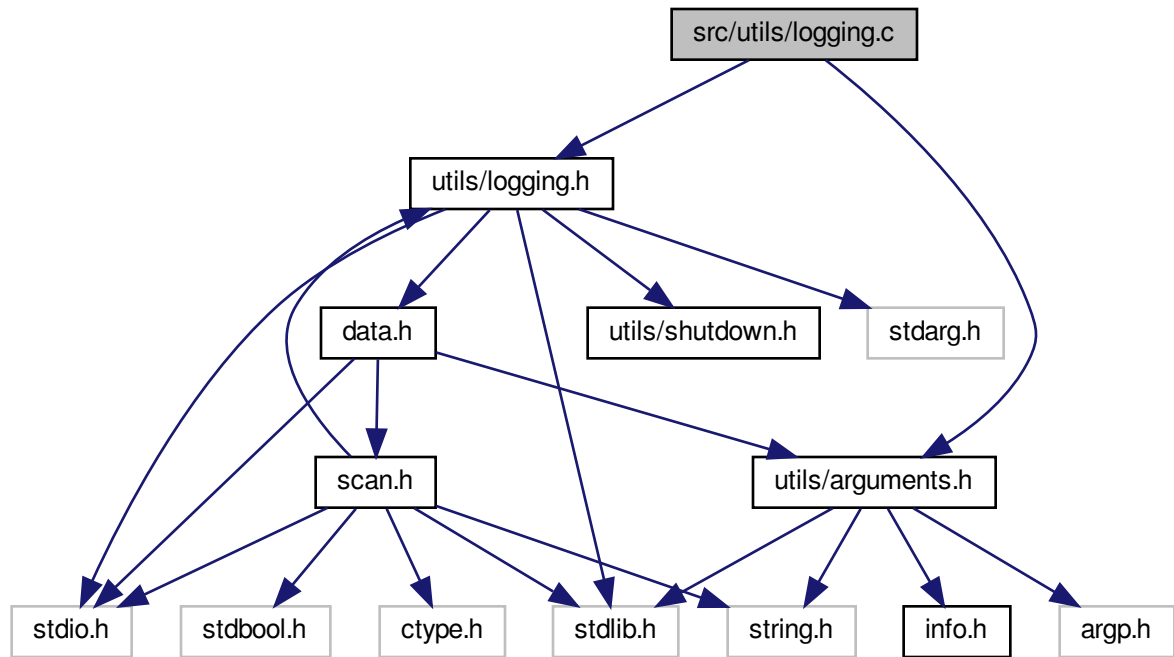 src/utils/logging.c
utils/logging.h
data.h
utils/shutdown.h
stdarg.h
scan.h
utils/arguments.h
stdio.h
stdbool.h
ctype.h
stdlib.h
string.h
info.h
argp.h